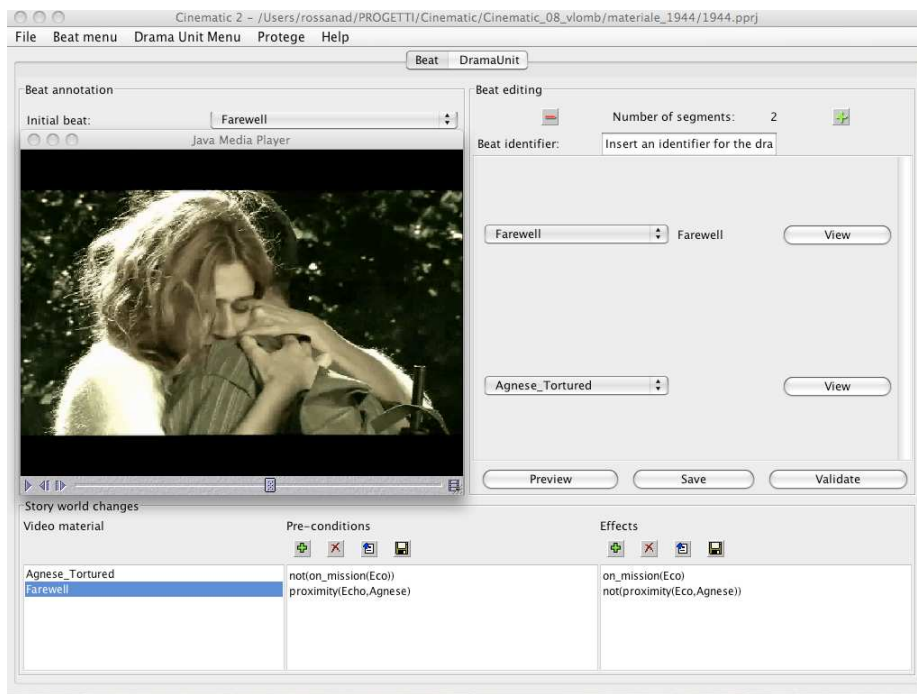 Cinematic 2 - /Users/rossanad/PROGETTI/Cinematic/Cinematic_08_vlomb/materiale_1944/1944.pprj
File Beat menu Drama Unit Menu Protege Help
Beat DramaUnit
Beat annotation
Initial beat: Farewell
Java Media Player
Beat editing
Number of segments: 2
Beat identifier: Insert an identifier for the dra
Farewell Farewell View
Agnese_Tortured View
Preview Save Validate
Story world changes
Video material Pre-conditions Effects
Agnese_Tortured not(on_mission(Eco)) on_mission(Eco)
Farewell proximity(Echo,Agnese) not(proximity(Eco,Agnese))